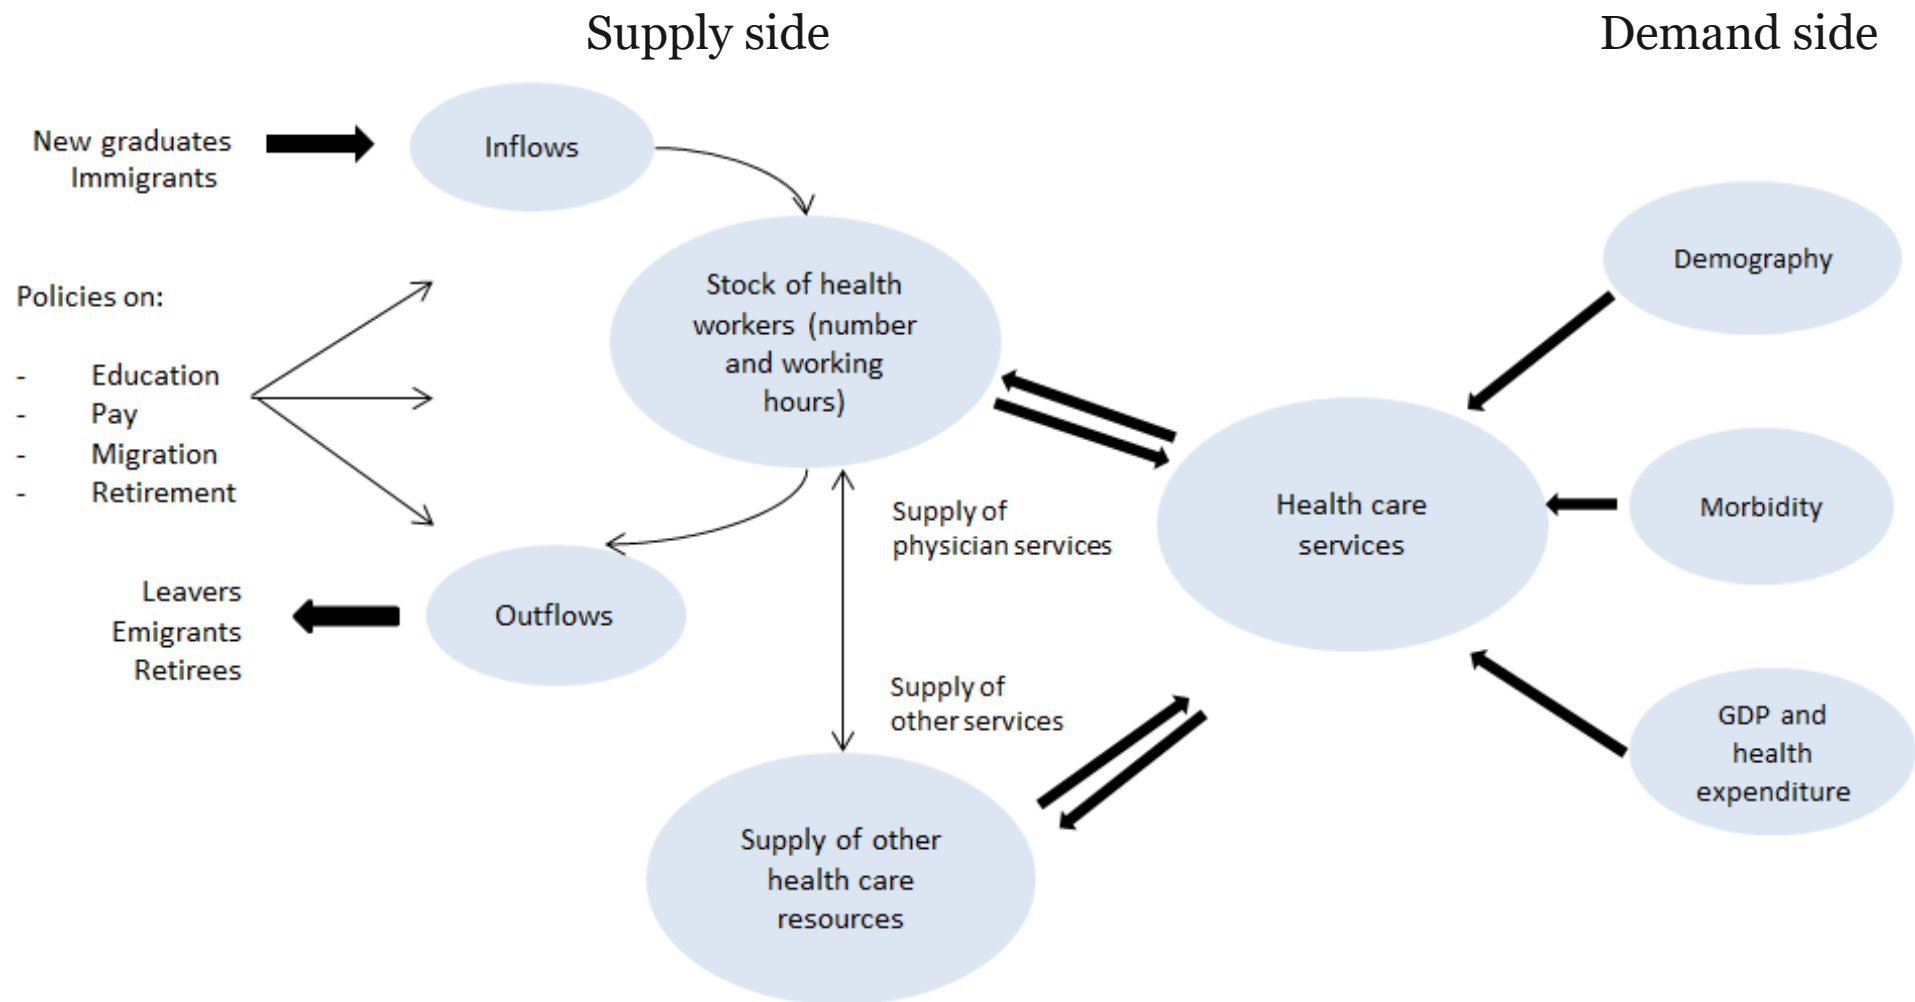 Supply side
Demand side
New graduates
Immigrants
Inflows
Policies on:
- Education
- Pay
- Migration
- Retirement
Leavers
Emigrants
Retirees
Outflows
Stock of health
workers (number
and working
hours)
Supply of
physician services
Supply of
other services
Supply of other
health care
resources
Health care
services
Demography
Morbidity
GDP and
health
expenditure